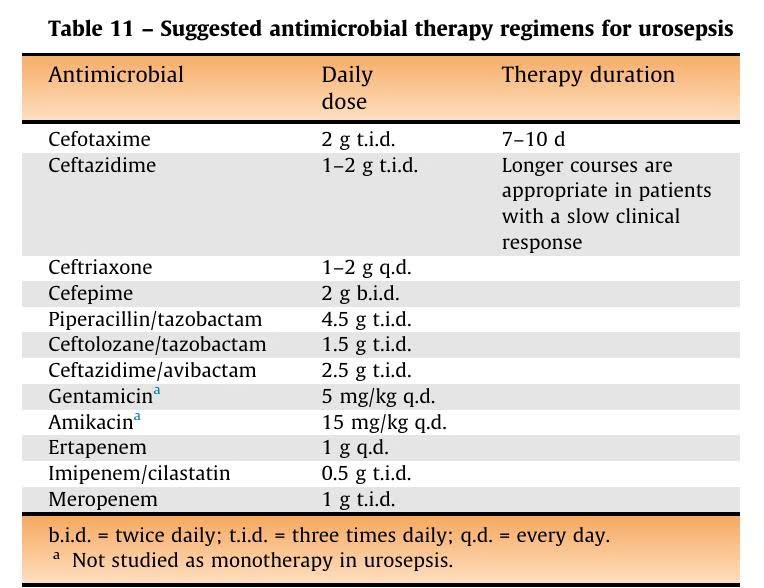 Table 11 – Suggested antimicrobial therapy regimens for urosepsis
Antimicrobial Daily dose Therapy duration
Cefotaxime 2 g t.i.d. 7–10 d
Ceftazidime 1–2 g t.i.d. Longer courses are
appropriate in patients
with a slow clinical
response
Ceftriaxone 1–2 g q.d.
Cefepime 2 g b.i.d.
Piperacillin/tazobactam 4.5 g t.i.d.
Ceftolozane/tazobactam 1.5 g t.i.d.
Ceftazidime/avibactam 2.5 g t.i.d.
Gentamicin a 5 mg/kg q.d.
Amikacin a 15 mg/kg q.d.
Ertapenem 1 g q.d.
Imipenem/cilastatin 0.5 g t.i.d.
Meropenem 1 g t.i.d.
b.i.d. = twice daily; t.i.d. = three times daily; q.d. = every day.
a Not studied as monotherapy in urosepsis.